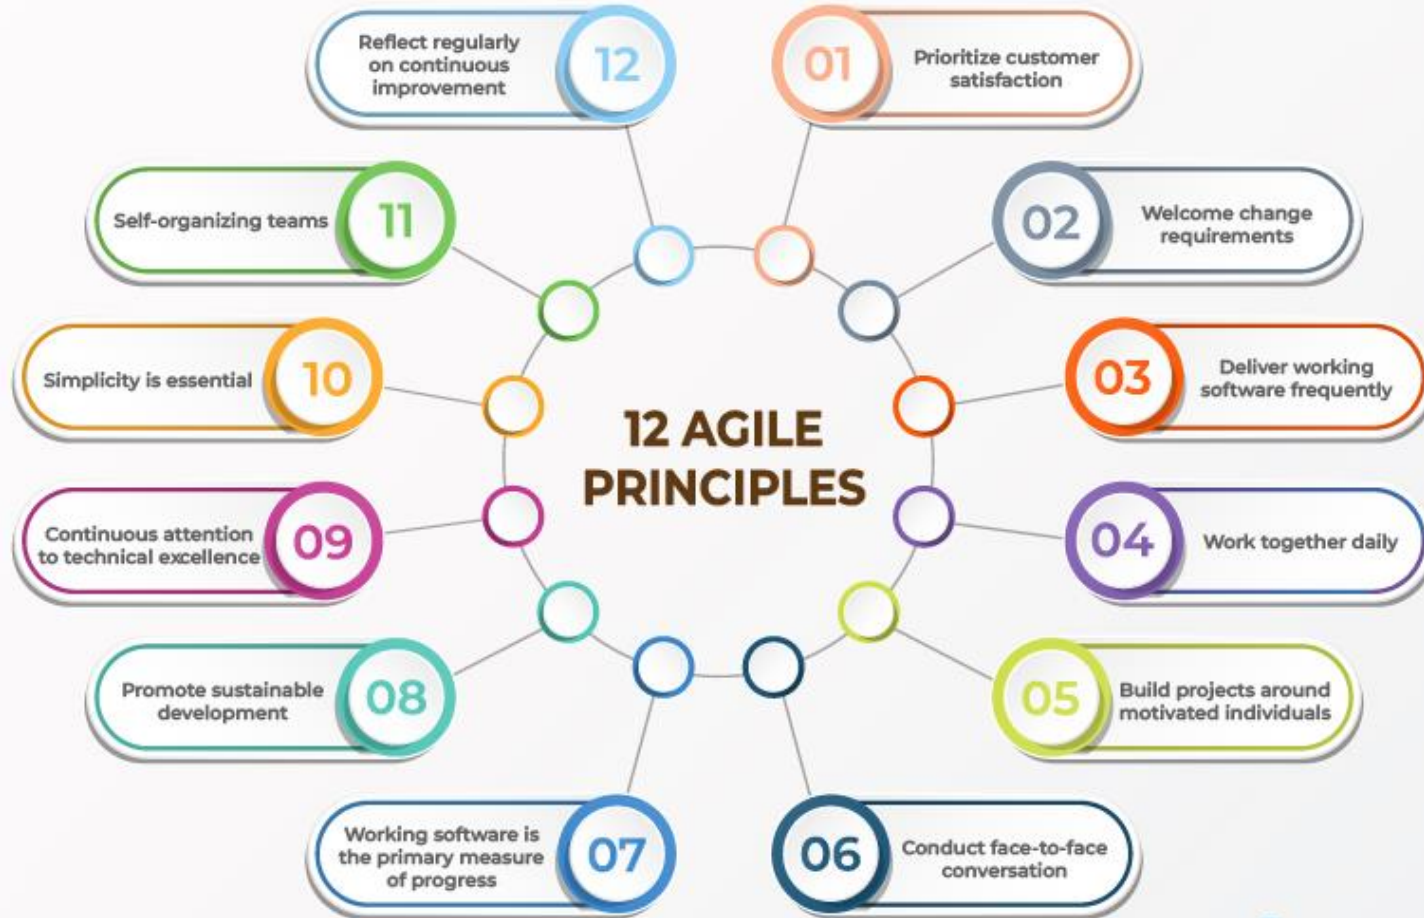 12 AGILE
PRINCIPLES
01
Prioritize customer
satisfaction
02
Welcome change
requirements
03
Deliver working
software frequently
04
Work together daily
05
Build projects around
motivated individuals
06
Conduct face-to-face
conversation
07
Working software is
the primary measure
of progress
08
Promote sustainable
development
09
Continuous attention
to technical excellence
10
Simplicity is essential
11
Self-organizing teams
12
Reflect regularly
on continuous
improvement